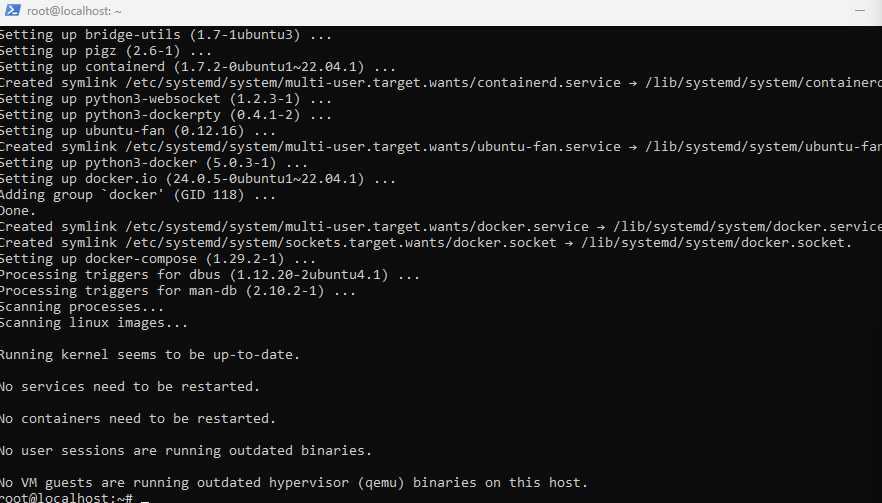 root@localhost: ~
Setting up bridge-utils (1.7-1ubuntu3) ...
Setting up pigz (2.6-1) ...
Setting up containerd (1.7.2-0ubuntu1~22.04.1) ...
Created symlink /etc/systemd/system/multi-user.target.wants/containerd.service → /lib/systemd/system/containerd
Setting up python3-websocket (1.2.3-1) ...
Setting up python3-dockerpty (0.4.1-2) ...
Setting up ubuntu-fan (0.12.16) ...
Created symlink /etc/systemd/system/multi-user.target.wants/ubuntu-fan.service → /lib/systemd/system/ubuntu-fan
Setting up python3-docker (5.0.3-1) ...
Setting up docker.io (24.0.5-0ubuntu1~22.04.1) ...
Adding group `docker' (GID 118) ...
Done.
Created symlink /etc/systemd/system/multi-user.target.wants/docker.service → /lib/systemd/system/docker.service
Created symlink /etc/systemd/system/sockets.target.wants/docker.socket → /lib/systemd/system/docker.socket.
Setting up docker-compose (1.29.2-1) ...
Processing triggers for dbus (1.12.20-2ubuntu4.1) ...
Processing triggers for man-db (2.10.2-1) ...
Scanning processes...
Scanning linux images...
Running kernel seems to be up-to-date.
No services need to be restarted.
No containers need to be restarted.
No user sessions are running outdated binaries.
No VM guests are running outdated hypervisor (qemu) binaries on this host.
root@localhost:~# _